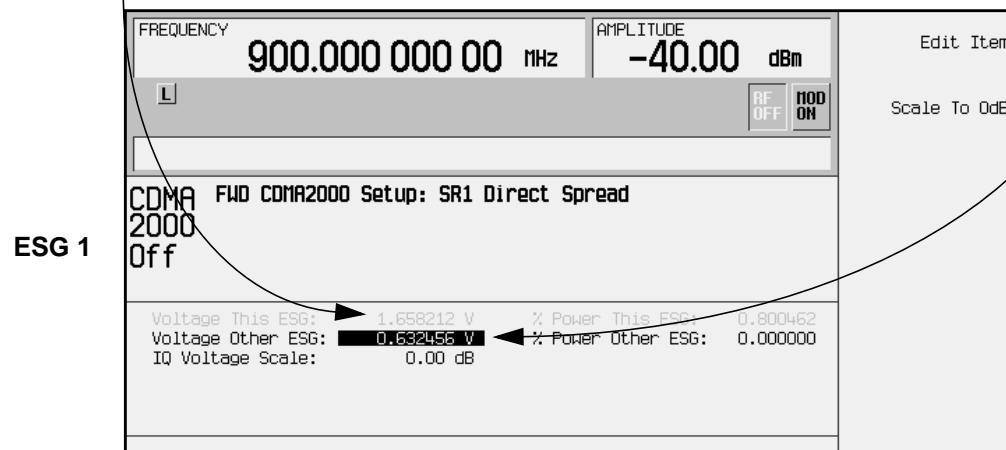 FREQUENCY
900.000 000 00 MHz
AMPLITUDE
-40.00 dBm
L
RF OFF
MOD ON
Edit Item
Scale To 0dB
ESG 1
CDMA 2000 Off
FWD CDMA2000 Setup: SR1 Direct Spread
Voltage This ESG: 1.658212 V % Power This ESG: 0.800462
Voltage Other ESG: 0.632456 V % Power Other ESG: 0.000000
IQ Voltage Scale: 0.00 dB